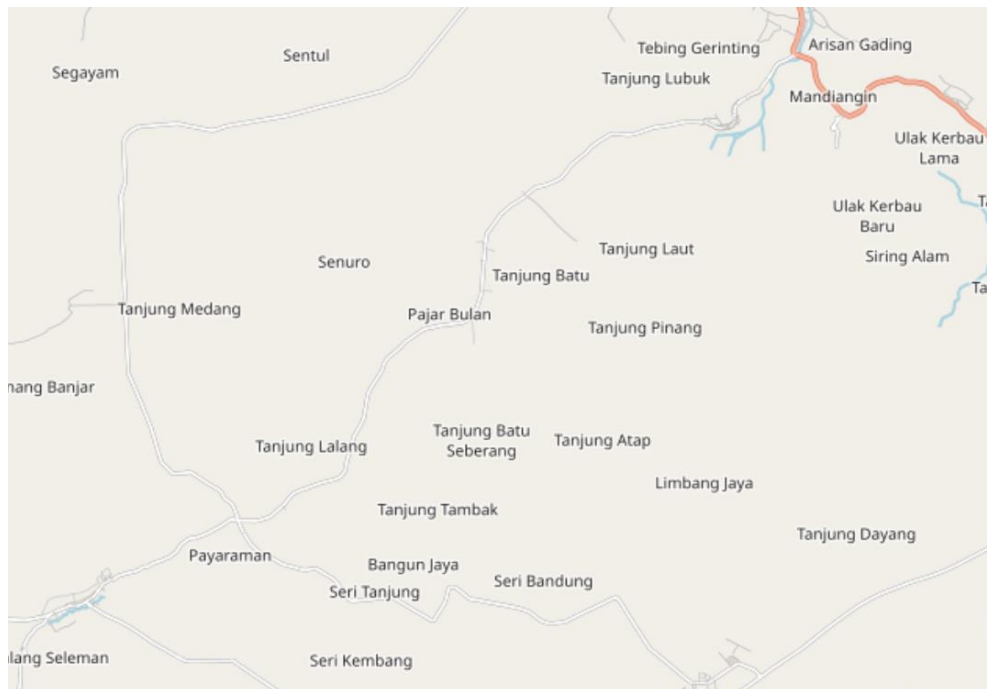 Arisan Gading
Tebing Gerinting
Sentul
Segayam
Tanjung Lubuk
Mandiangin
Ulak Kerbau
Lama
Ulak Kerbau
Baru
Tanjung Laut
Siring Alam
Senuro
Tanjung Batu
Tanjung Medang
Pajar Bulan
Tanjung Pinang
Banjar
Tanjung Batu
Seberang
Tanjung Atap
Tanjung Lalang
Limbang Jaya
Tanjung Tambak
Tanjung Dayang
Payaraman
Bangun Jaya
Seri Bandung
Seri Tanjung
Seleman
Seri Kembang